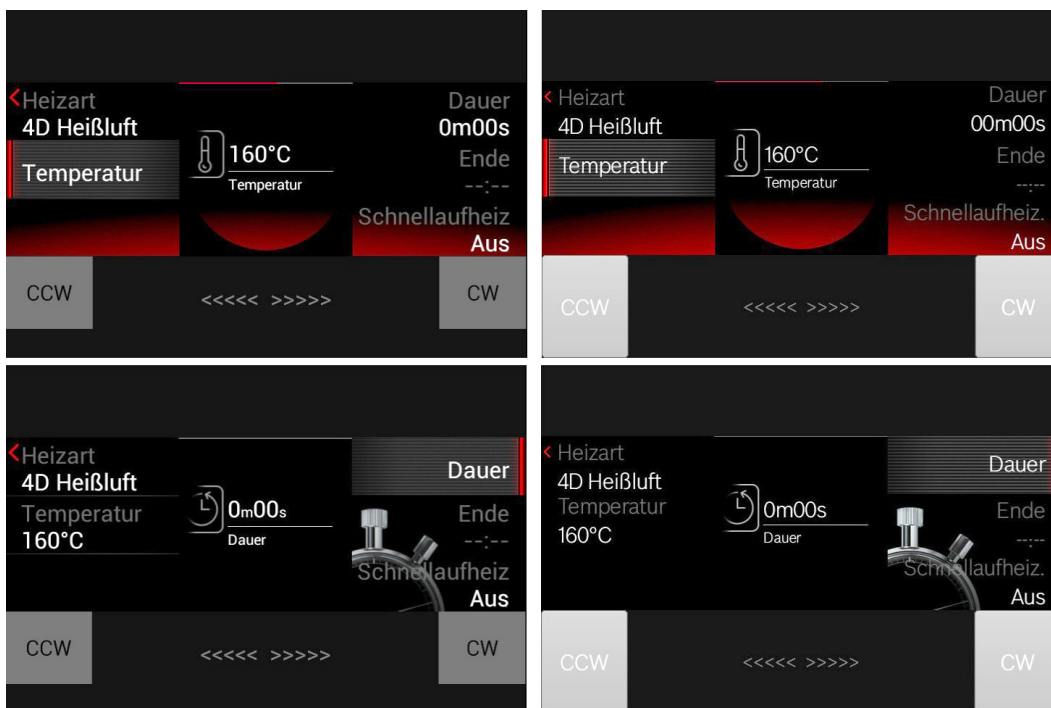 Heizart
4D Heißluft
Temperatur
160°C
Temperatur
Dauer
0m00s
Ende
--:--
Schnellaufheiz
Aus
CCW
<<<<< >>>>>
CW
Heizart
4D Heißluft
Temperatur
160°C
Temperatur
Dauer
00m00s
Ende
--:--
Schnellaufheiz.
Aus
CCW
<<<<< >>>>>
CW
Heizart
4D Heißluft
Temperatur
160°C
0m00s
Dauer
Dauer
Ende
--:--
Schnellaufheiz
Aus
CCW
<<<<< >>>>>
CW
Heizart
4D Heißluft
Temperatur
160°C
0m00s
Dauer
Dauer
Ende
--:--
Schnellaufheiz.
Aus
CCW
<<<<< >>>>>
CW